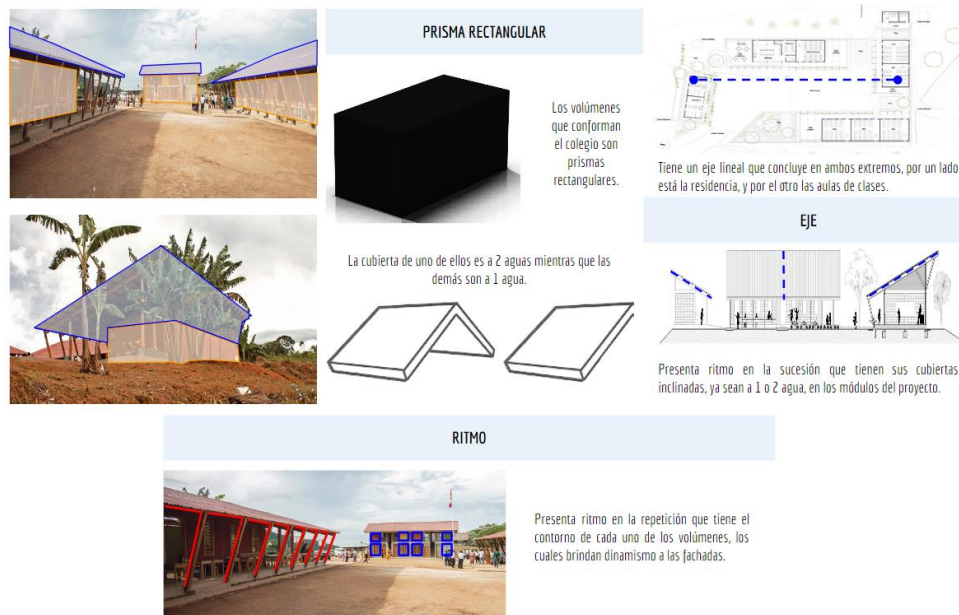 PRISMA RECTANGULAR
Los volúmenes
que conforman
el colegio son
prismas
rectangulares.
La cubierta de uno de ellos es a 2 aguas mientras que las
demás son a 1 agua.
Tiene un eje lineal que concluye en ambos extremos, por un lado
está la residencia, y por el otro las aulas de clases.
EJE
Presenta ritmo en la sucesión que tienen sus cubiertas
inclinadas, ya sean a 1 o 2 agua, en los módulos del proyecto.
RITMO
Presenta ritmo en la repetición que tiene el
contorno de cada uno de los volúmenes, los
cuales brindan dinamismo a las fachadas.